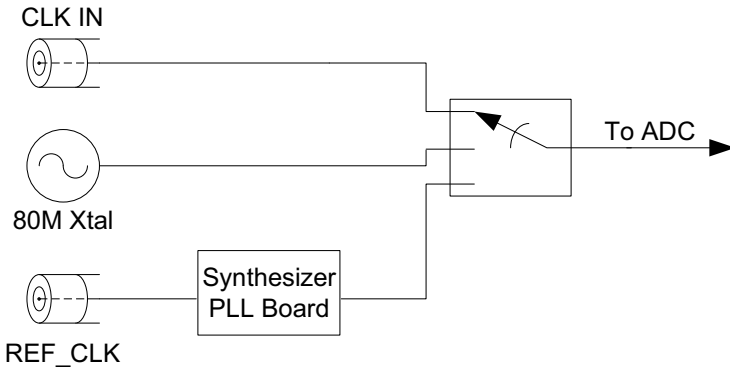 CLK IN
To ADC
80M Xtal
Synthesizer
PLL Board
REF_CLK